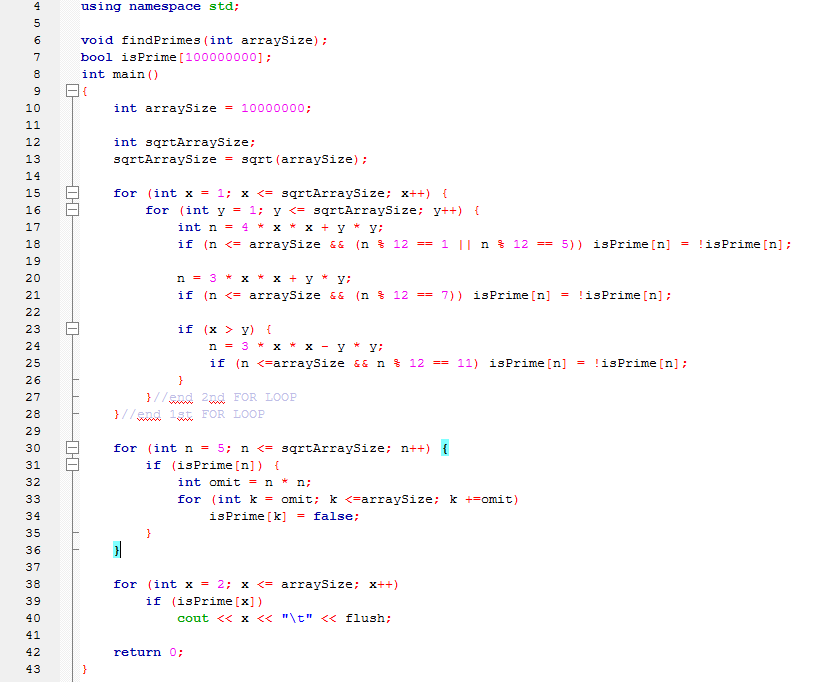 4 using namespace std;
5
6 void findPrimes(int arraySize);
7 bool isPrime[100000000];
8 int main()
9 {
10 int arraySize = 10000000;
11
12 int sqrtArraySize;
13 sqrtArraySize = sqrt(arraySize);
14
15 for (int x = 1; x <= sqrtArraySize; x++) {
16 for (int y = 1; y <= sqrtArraySize; y++) {
17 int n = 4 * x * x + y * y;
18 if (n <= arraySize && (n % 12 == 1 || n % 12 == 5)) isPrime[n] = !isPrime[n];
19
20 n = 3 * x * x + y * y;
21 if (n <= arraySize && (n % 12 == 7)) isPrime[n] = !isPrime[n];
22
23 if (x > y) {
24 n = 3 * x * x - y * y;
25 if (n <=arraySize && n % 12 == 11) isPrime[n] = !isPrime[n];
26 }
27 }//end 2nd FOR LOOP
28 }//end 1st FOR LOOP
29
30 for (int n = 5; n <= sqrtArraySize; n++) {
31 if (isPrime[n]) {
32 int omit = n * n;
33 for (int k = omit; k <=arraySize; k +=omit)
34 isPrime[k] = false;
35 }
36 }
37
38 for (int x = 2; x <= arraySize; x++)
39 if (isPrime[x])
40 cout << x << "\t" << flush;
41
42 return 0;
43 }